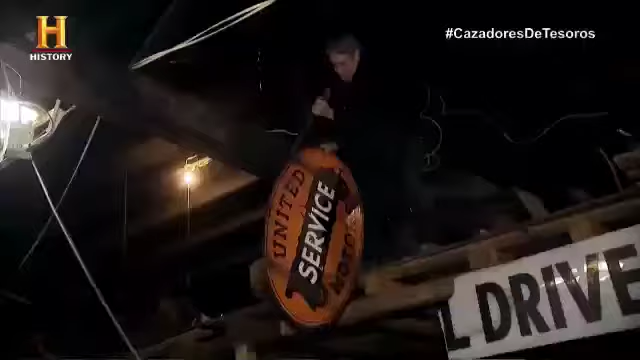 H
HISTORY
#CazadoresDeTesoros
UNITED
SERVICE
MOTORS
L DRIVE